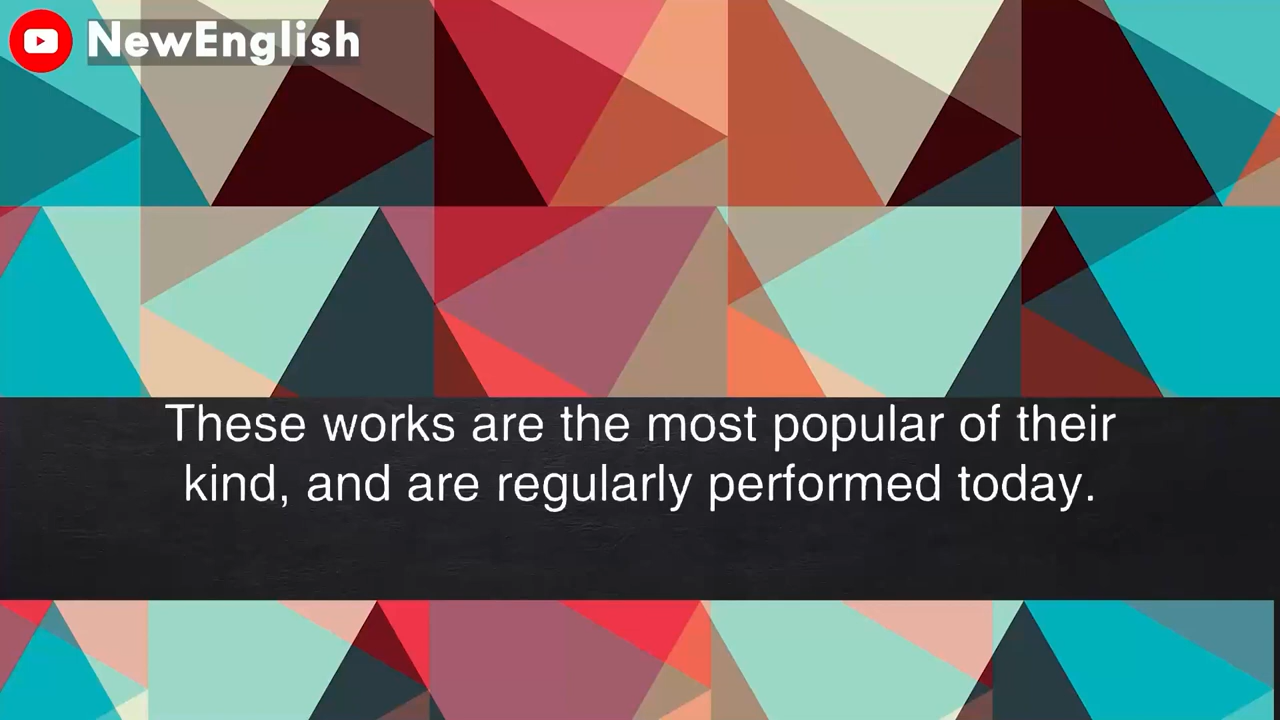 NewEnglish
These works are the most popular of their
kind, and are regularly performed today.